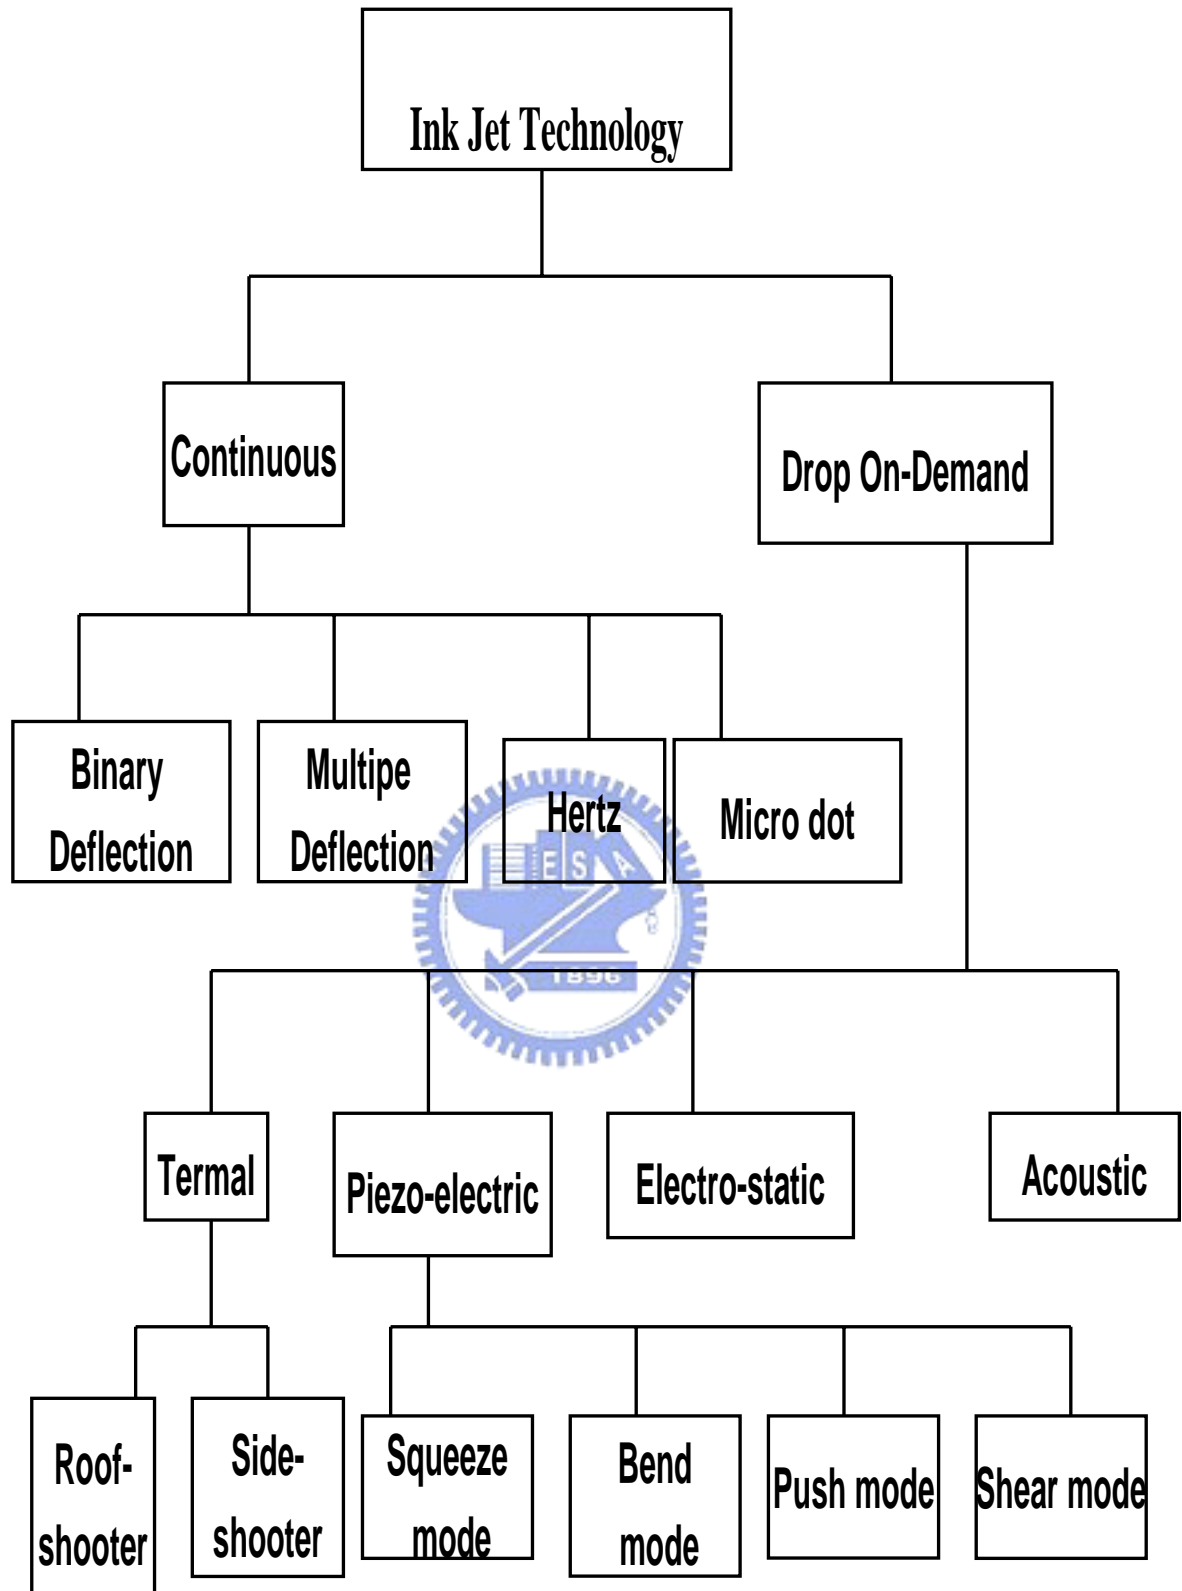 Ink Jet Technology
Continuous
Drop On-Demand
Binary
Deflection
Multipe
Deflection
Hertz
Micro dot
E S A
1896
Termal
Piezo-electric
Electro-static
Acoustic
Roof-
shooter
Side-
shooter
Squeeze
mode
Bend
mode
Push mode
Shear mode